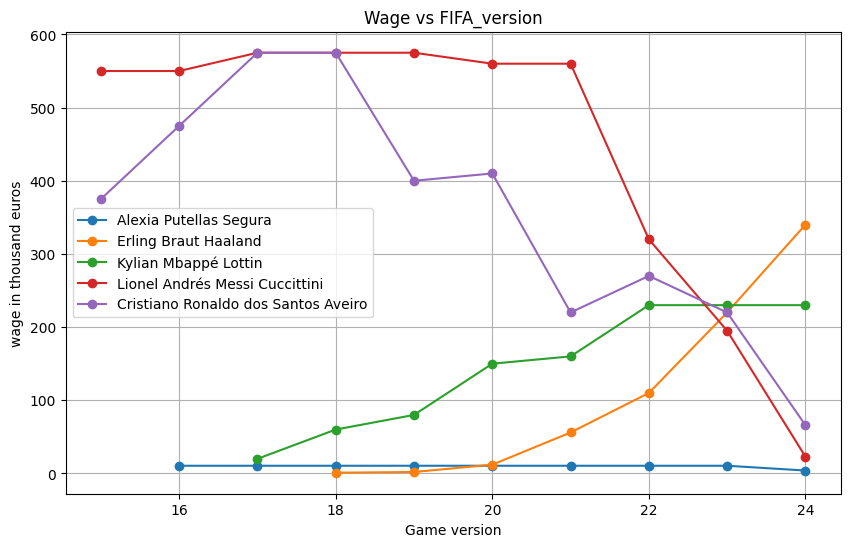 Wage vs FIFA_version
wage in thousand euros
600
500
400
300
200
100
0
Alexia Putellas Segura
Erling Braut Haaland
Kylian Mbappé Lottin
Lionel Andrés Messi Cuccittini
Cristiano Ronaldo dos Santos Aveiro
16 18 20 22 24
Game version